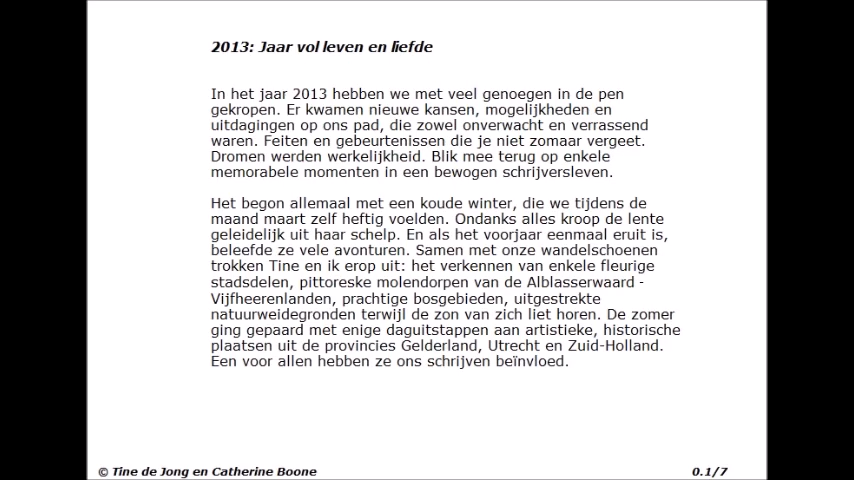 2013: Jaar vol leven en liefde
In het jaar 2013 hebben we met veel genoegen in de pen
gekropen. Er kwamen nieuwe kansen, mogelijkheden en
uitdagingen op ons pad, die zowel onverwacht en verrassend
waren. Feiten en gebeurtenissen die je niet zomaar vergeet.
Dromen werden werkelijkheid. Blik mee terug op enkele
memorabele momenten in een bewogen schrijversleven.
Het begon allemaal met een koude winter, die we tijdens de
maand maart zelf heftig voelden. Ondanks alles kroop de lente
geleidelijk uit haar schelp. En als het voorjaar eenmaal eruit is,
beleefde ze vele avonturen. Samen met onze wandelschoenen
trokken Tine en ik erop uit: het verkennen van enkele fleurige
stadsdelen, pittoreske molendorpen van de Alblasserwaard -
Vijfheerenlanden, prachtige bosgebieden, uitgestrekte
natuurweidegronden terwijl de zon van zich liet horen. De zomer
ging gepaard met enige daguitstappen aan artistieke, historische
plaatsen uit de provincies Gelderland, Utrecht en Zuid-Holland.
Een voor allen hebben ze ons schrijven beïnvloed.
© Tine de Jong en Catherine Boone
0.1/7